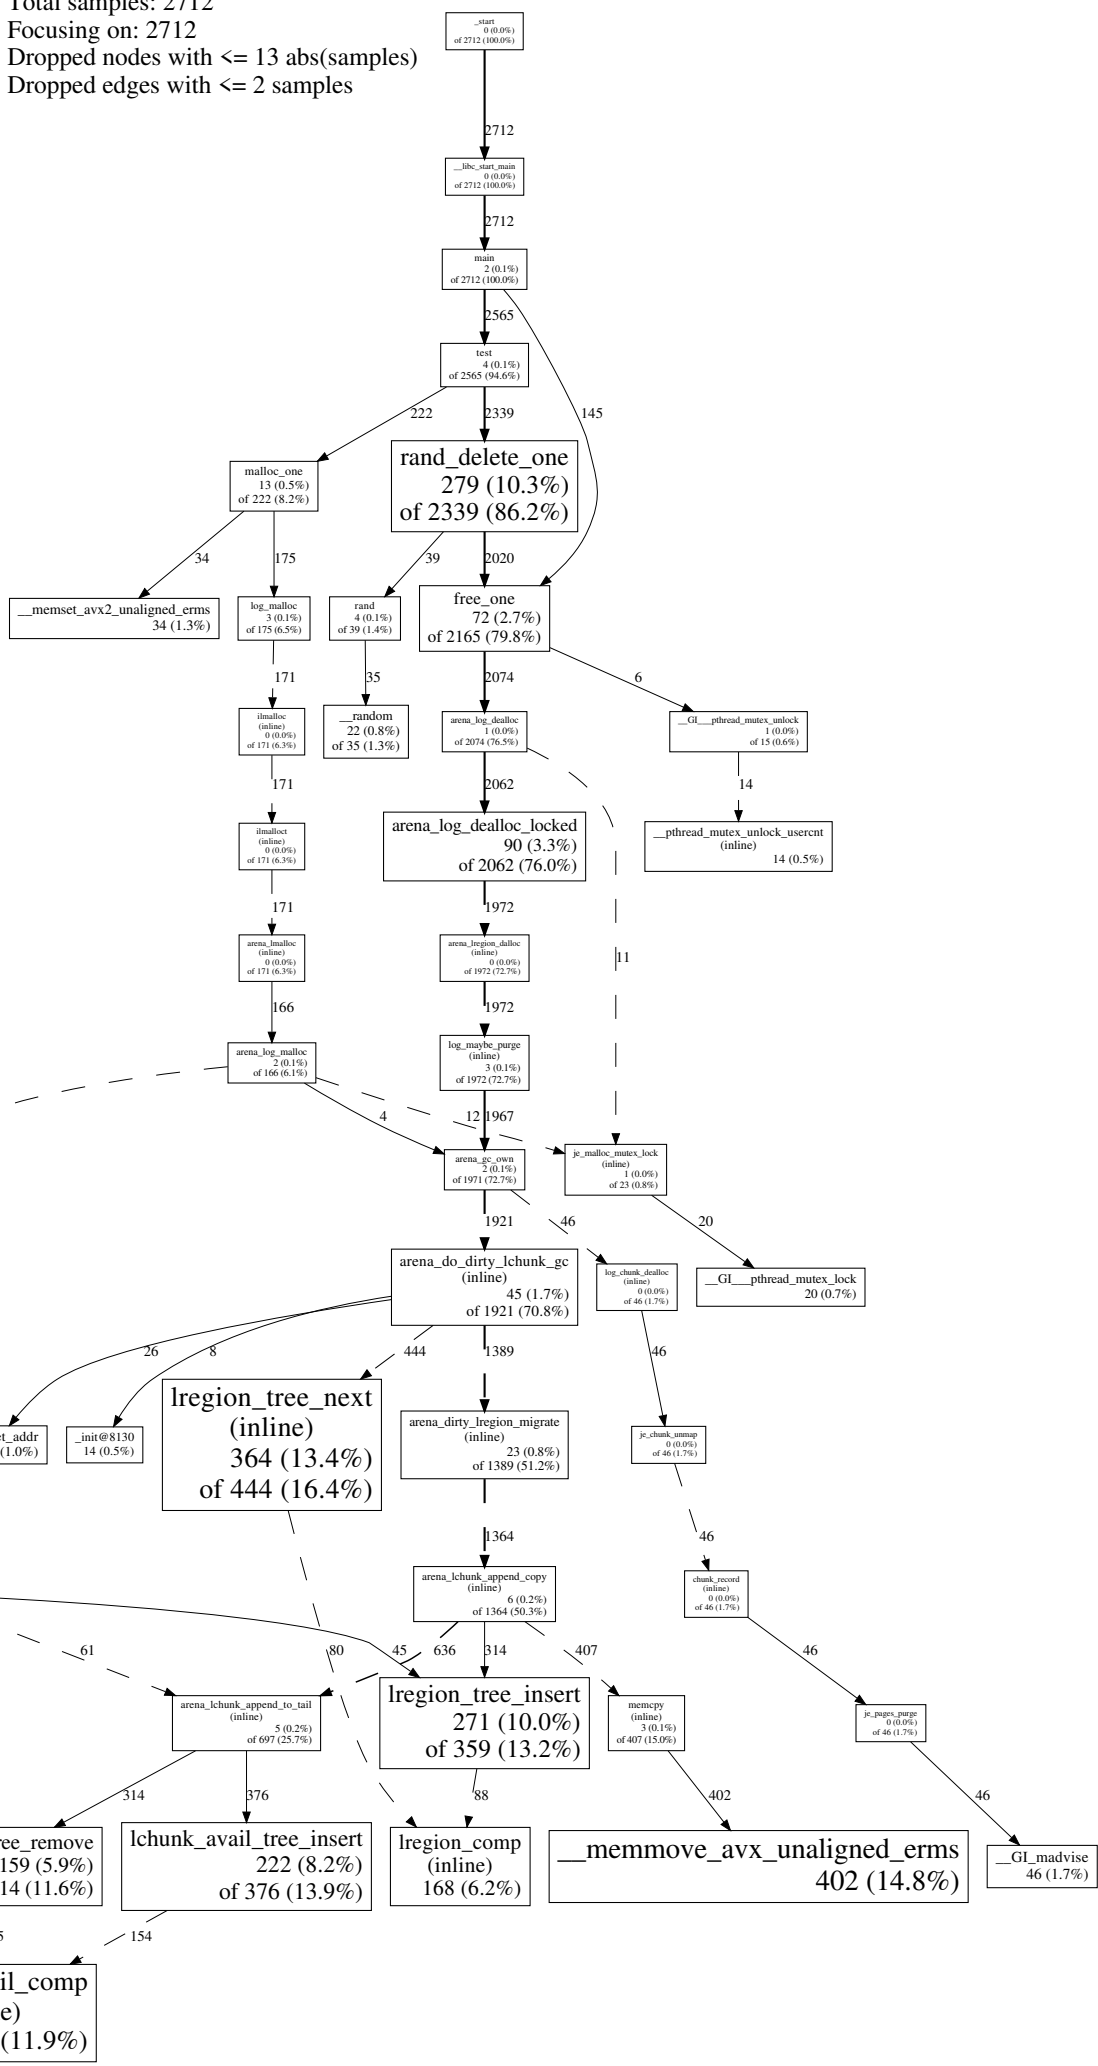 Total samples: 2712
Focusing on: 2712
Dropped nodes with <= 13 abs(samples)
Dropped edges with <= 2 samples
_start
0 (0.0%)
of 2712 (100.0%)
2712
__libc_start_main
0 (0.0%)
of 2712 (100.0%)
2712
main
2 (0.1%)
of 2712 (100.0%)
2565
145
test
4 (0.1%)
of 2565 (94.6%)
222
2339
malloc_one
13 (0.5%)
of 222 (8.2%)
rand_delete_one
279 (10.3%)
of 2339 (86.2%)
34
175
39
2020
__memset_avx2_unaligned_erms
34 (1.3%)
log_malloc
3 (0.1%)
of 175 (6.5%)
rand
4 (0.1%)
of 39 (1.4%)
free_one
72 (2.7%)
of 2165 (79.8%)
171
35
2074
6
ilmalloc
(inline)
0 (0.0%)
of 171 (6.3%)
__random
22 (0.8%)
of 35 (1.3%)
arena_log_dealloc
1 (0.0%)
of 2074 (76.5%)
__GI___pthread_mutex_unlock
1 (0.0%)
of 15 (0.6%)
171
2062
11
14
ilmalloct
(inline)
0 (0.0%)
of 171 (6.3%)
arena_log_dealloc_locked
90 (3.3%)
of 2062 (76.0%)
__pthread_mutex_unlock_usercnt
(inline)
14 (0.5%)
171
1972
arena_lmalloc
(inline)
0 (0.0%)
of 171 (6.3%)
arena_lregion_dalloc
(inline)
0 (0.0%)
of 1972 (72.7%)
166
1972
arena_log_malloc
2 (0.1%)
of 166 (6.1%)
log_maybe_purge
(inline)
3 (0.1%)
of 1972 (72.7%)
4
12
1967
arena_gc_own
2 (0.1%)
of 1971 (72.7%)
je_malloc_mutex_lock
(inline)
1 (0.0%)
of 23 (0.8%)
1921
46
20
arena_do_dirty_lchunk_gc
(inline)
45 (1.7%)
of 1921 (70.8%)
log_chunk_dealloc
(inline)
0 (0.0%)
of 46 (1.7%)
__GI___pthread_mutex_lock
20 (0.7%)
26
8
444
1389
46
et_addr
(1.0%)
_init@8130
14 (0.5%)
lregion_tree_next
(inline)
364 (13.4%)
of 444 (16.4%)
arena_dirty_lregion_migrate
(inline)
23 (0.8%)
of 1389 (51.2%)
je_chunk_unmap
0 (0.0%)
of 46 (1.7%)
1364
46
arena_lchunk_append_copy
(inline)
6 (0.2%)
of 1364 (50.3%)
chunk_record
(inline)
0 (0.0%)
of 46 (1.7%)
61
80
45
636
314
407
46
arena_lchunk_append_to_tail
(inline)
5 (0.2%)
of 697 (25.7%)
lregion_tree_insert
271 (10.0%)
of 359 (13.2%)
memcpy
(inline)
3 (0.1%)
of 407 (15.0%)
je_pages_purge
0 (0.0%)
of 46 (1.7%)
314
376
88
402
46
ree_remove
159 (5.9%)
14 (11.6%)
lchunk_avail_tree_insert
222 (8.2%)
of 376 (13.9%)
lregion_comp
(inline)
168 (6.2%)
__memmove_avx_unaligned_erms
402 (14.8%)
__GI_madvise
46 (1.7%)
154
il_comp
e)
(11.9%)